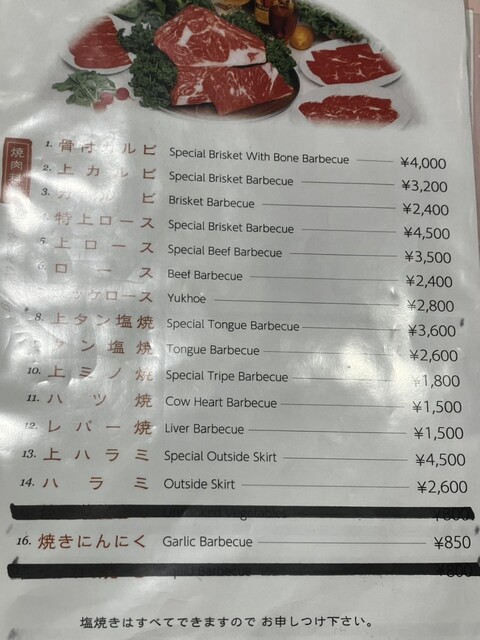 焼肉
1. 骨付カルビ Special Brisket With Bone Barbecue ¥4,000
2. 上カルビ Special Brisket Barbecue ¥3,200
3. カルビ Brisket Barbecue ¥2,400
4. 特上ロース Special Brisket Barbecue ¥4,500
5. 上ロース Special Beef Barbecue ¥3,500
6. ロース Beef Barbecue ¥2,400
ッケロース Yukhoe ¥2,800
8. 上タン塩焼 Special Tongue Barbecue ¥3,600
タン塩焼 Tongue Barbecue ¥2,600
10. 上ミノ焼 Special Tripe Barbecue ¥1,800
11. ハツ焼 Cow Heart Barbecue ¥1,500
12. レバー焼 Liver Barbecue ¥1,500
13. 上ハラミ Special Outside Skirt ¥4,500
14. ハラミ Outside Skirt ¥2,600
Vegetables ¥800
16. 焼きにんにく Garlic Barbecue ¥850
Barbecue ¥800
塩焼きはすべてできますので お申しつけ下さい。